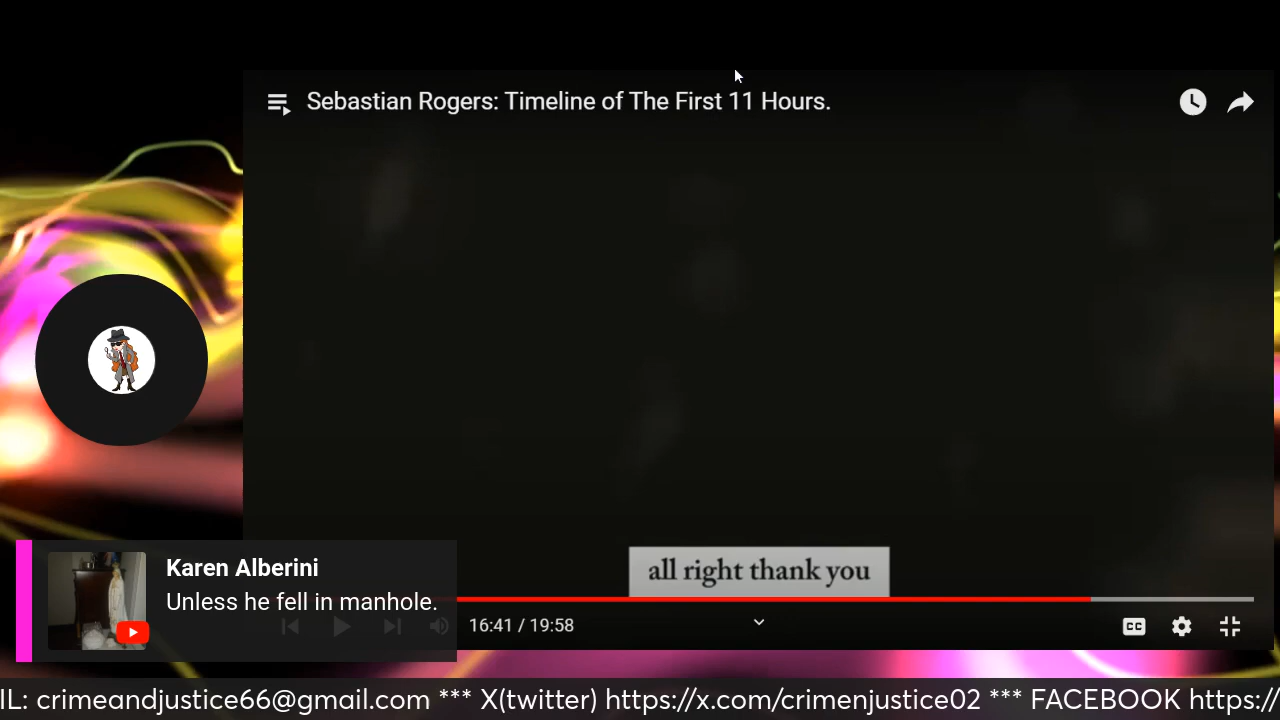 Sebastian Rogers: Timeline of The First 11 Hours.
all right thank you
Karen Alberini
Unless he fell in manhole.
16:41 / 19:58
CC
IL: crimeandjustice66@gmail.com *** X(twitter) https://x.com/crimenjustice02 *** FACEBOOK https:/